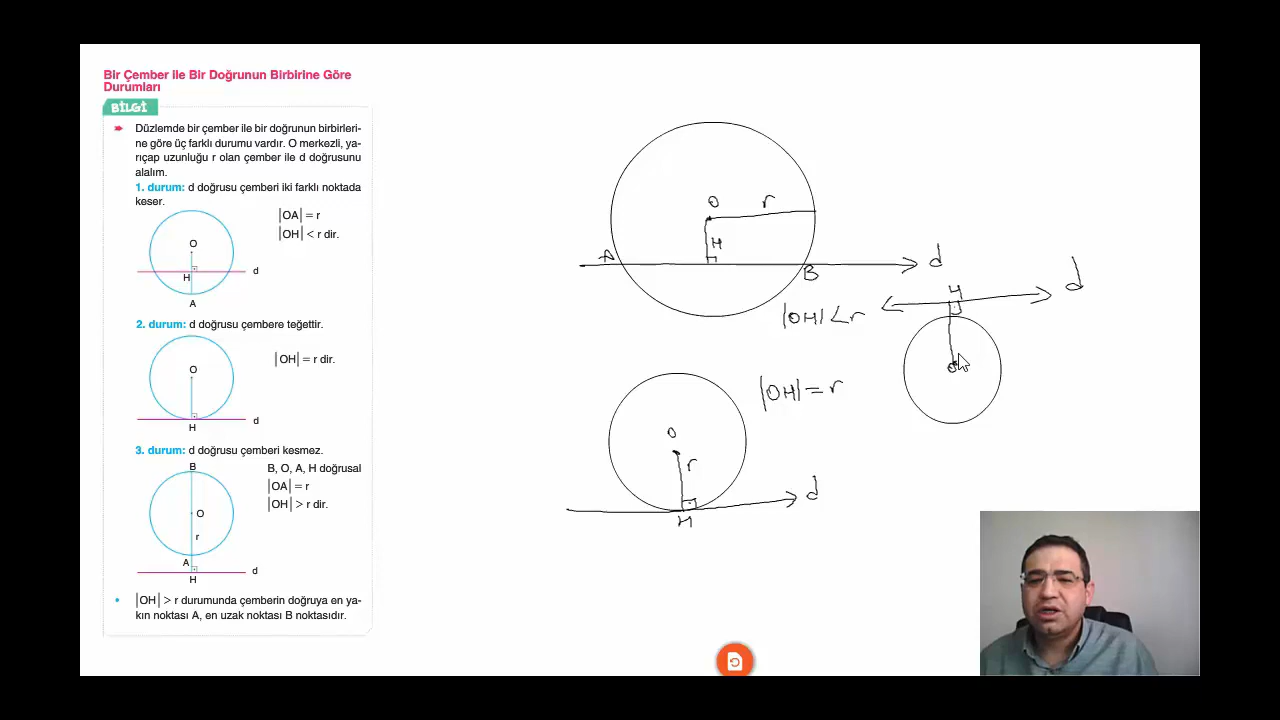 Bir Çember ile Bir Doğrunun Birbirine Göre
Durumları
BİLGİ
Düzlemde bir çember ile bir doğrunun birbirleri-
ne göre üç farklı durumu vardır. O merkezli, ya-
rıçap uzunluğu r olan çember ile d doğrusunu
alalım.
1. durum: d doğrusu çemberi iki farklı noktada
keser.
|OA| = r
|OH| < r dir.
O
H
d
A
2. durum: d doğrusu çembere teğettir.
|OH| = r dir.
O
d
H
3. durum: d doğrusu çemberi kesmez.
B
B, O, A, H doğrusal
|OA| = r
|OH| > r dir.
O
r
A
d
H
• |OH| > r durumunda çemberin doğruya en ya-
kın noktası A, en uzak noktası B noktasıdır.
O r
H
A
B
d
|OH| < r
H
d
O
|OH| = r
O
r
H
d